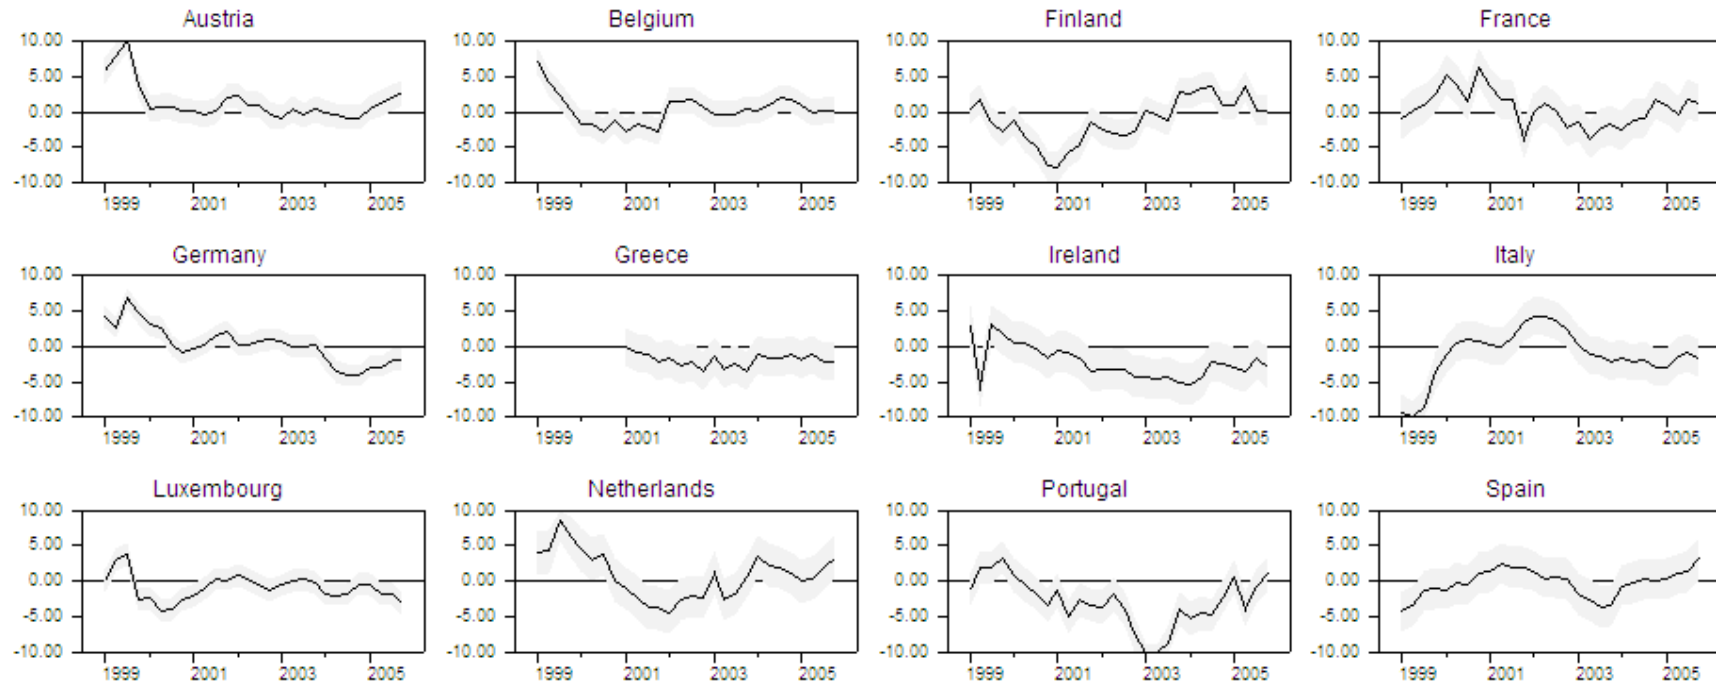 Austria Belgium Finland France
10.00 10.00 10.00 10.00
5.00 5.00 5.00 5.00
0.00 0.00 0.00 0.00
-5.00 -5.00 -5.00 -5.00
-10.00 -10.00 -10.00 -10.00
1999 2001 2003 2005 1999 2001 2003 2005 1999 2001 2003 2005 1999 2001 2003 2005
Germany Greece Ireland Italy
10.00 10.00 10.00 10.00
5.00 5.00 5.00 5.00
0.00 0.00 0.00 0.00
-5.00 -5.00 -5.00 -5.00
-10.00 -10.00 -10.00 -10.00
1999 2001 2003 2005 1999 2001 2003 2005 1999 2001 2003 2005 1999 2001 2003 2005
Luxembourg Netherlands Portugal Spain
10.00 10.00 10.00 10.00
5.00 5.00 5.00 5.00
0.00 0.00 0.00 0.00
-5.00 -5.00 -5.00 -5.00
-10.00 -10.00 -10.00 -10.00
1999 2001 2003 2005 1999 2001 2003 2005 1999 2001 2003 2005 1999 2001 2003 2005